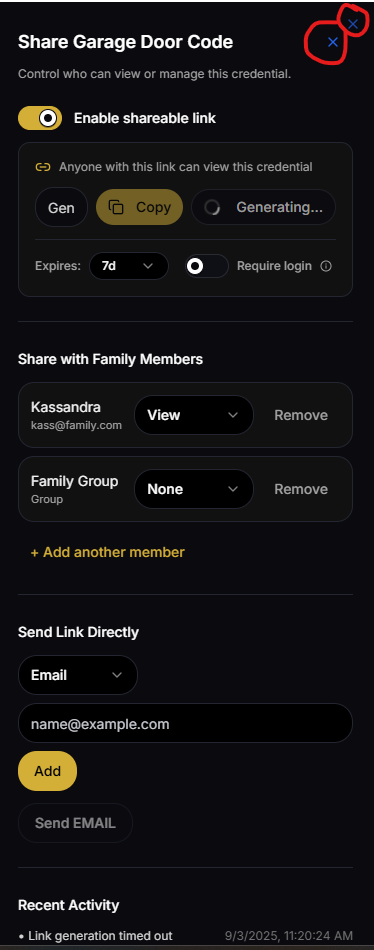 Share Garage Door Code
Control who can view or manage this credential.
Enable shareable link
Anyone with this link can view this credential
Gen Copy Generating...
Expires: 7d Require login
Share with Family Members
Kassandra
kass@family.com
View Remove
Family Group
Group
None Remove
+ Add another member
Send Link Directly
Email
name@example.com
Add
Send EMAIL
Recent Activity
• Link generation timed out 9/3/2025, 11:20:24 AM